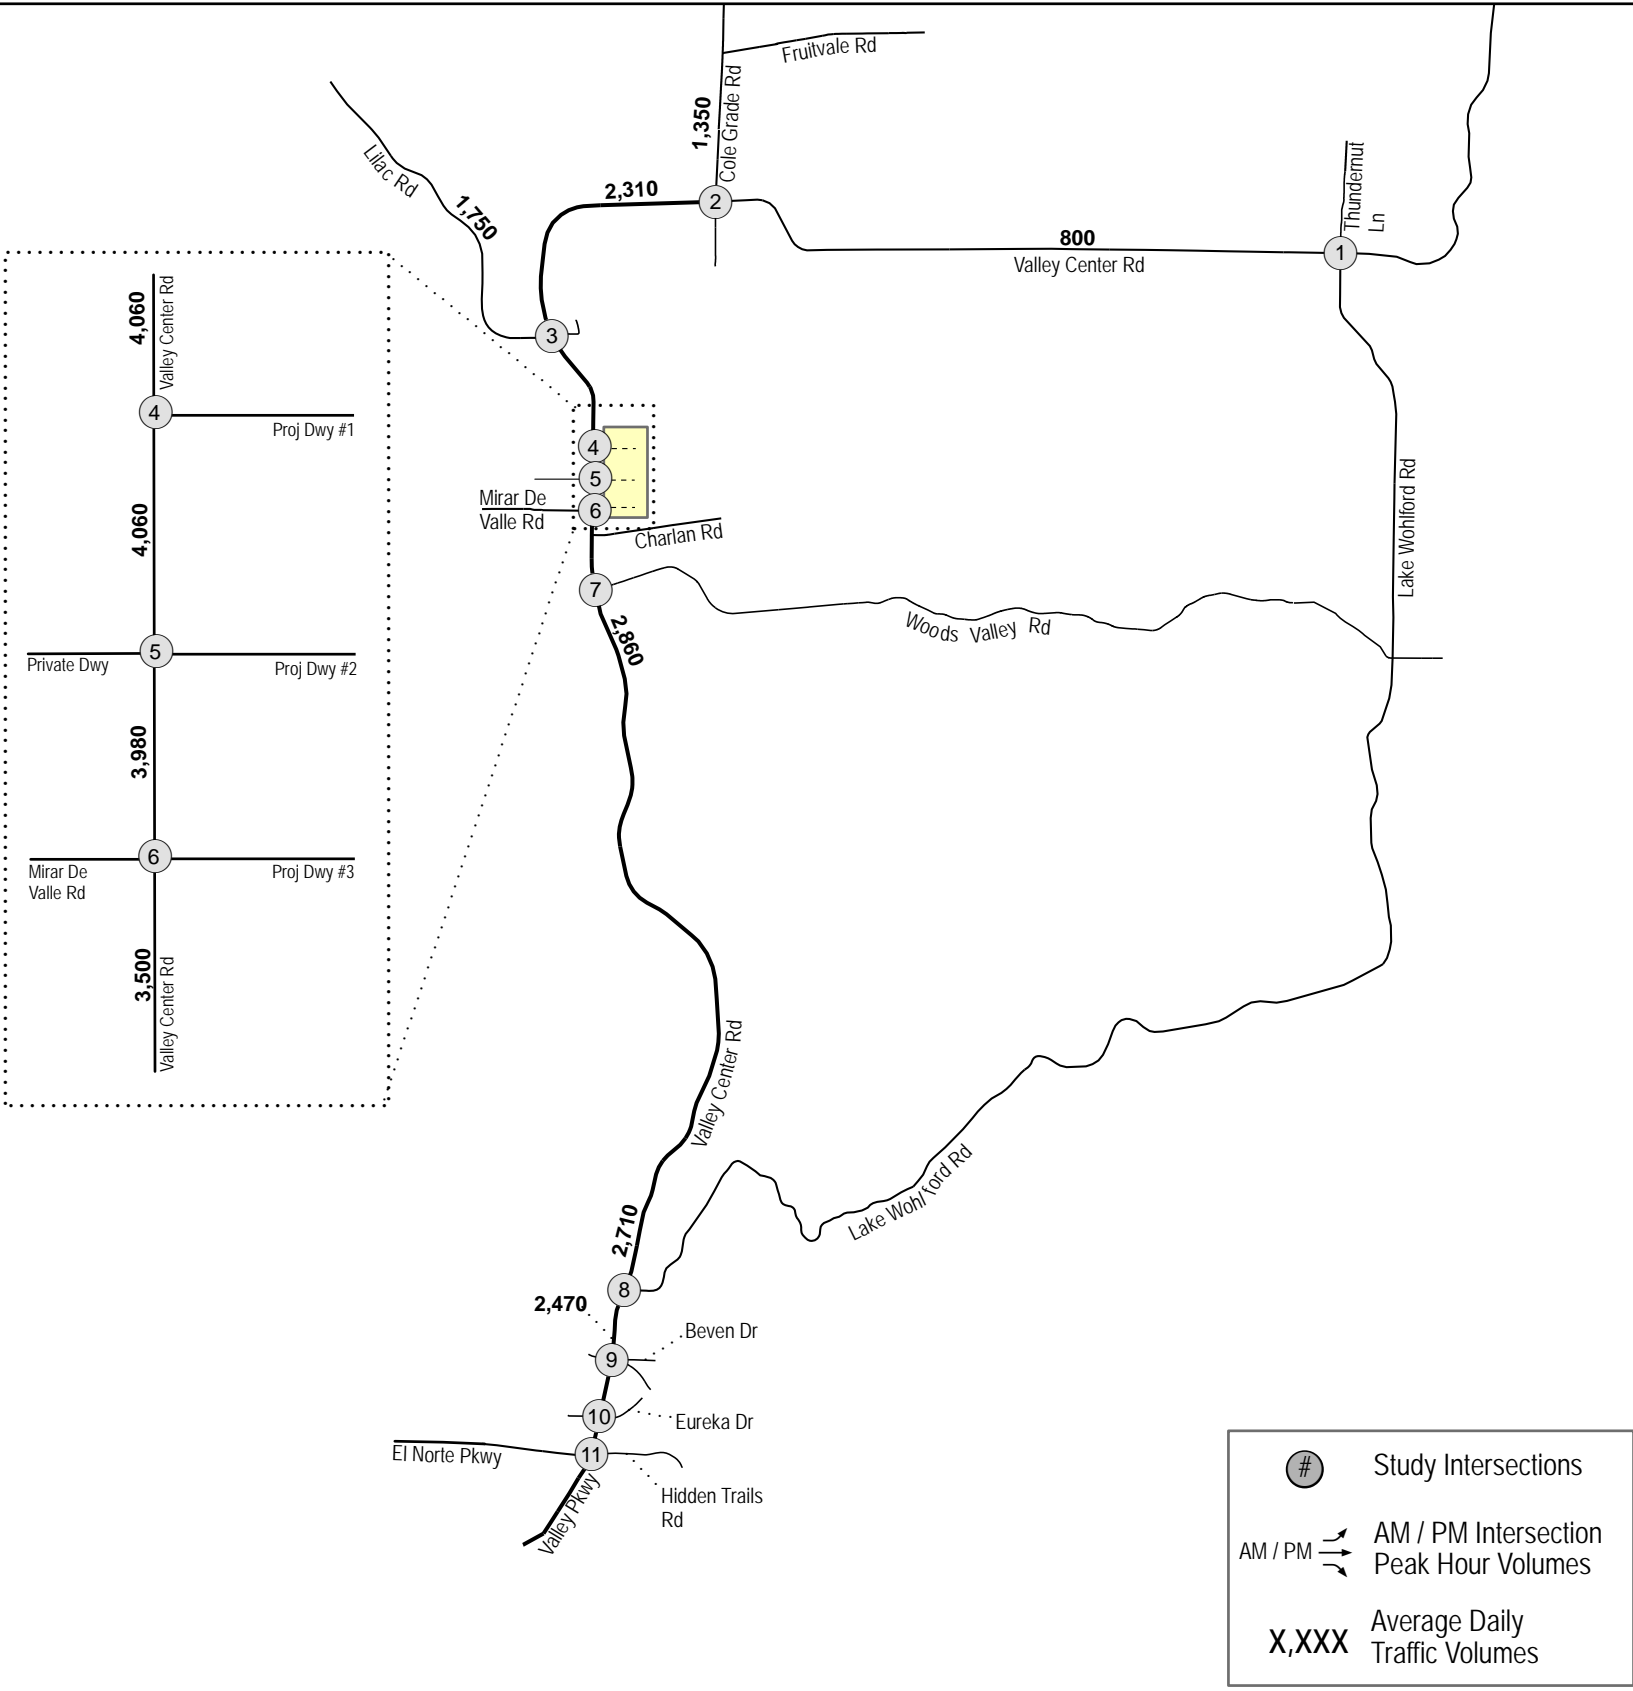 Fruitvale Rd
1,350
Cole Grade Rd
Lilac Rd
1,750
2,310
2
Thundernut
Ln
800
Valley Center Rd
1
3
4,060
Valley Center Rd
4
Proj Dwy #1
4,060
5
Private Dwy
Proj Dwy #2
3,980
6
Mirar De
Valle Rd
Proj Dwy #3
3,500
Valley Center Rd
4
5
6
Mirar De
Valle Rd
Charlan Rd
7
2,860
Woods Valley Rd
Lake Wohlford Rd
Valley Center Rd
Lake Wohlford Rd
2,710
8
2,470
Beven Dr
9
10
Eureka Dr
El Norte Pkwy
11
Hidden Trails
Rd
Valley Pkwy
#
Study Intersections
AM / PM
AM / PM Intersection
Peak Hour Volumes
X,XXX
Average Daily
Traffic Volumes